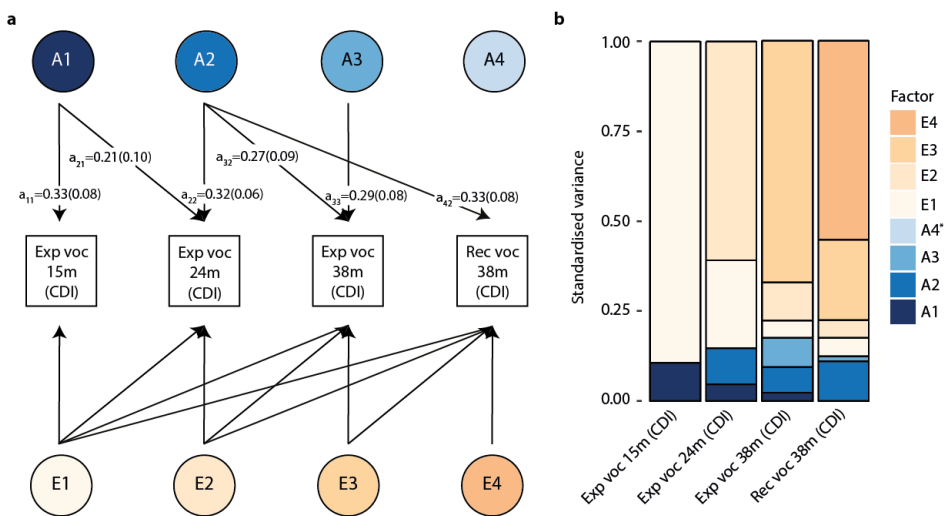 a
A1
A2
A3
A4
a21=0.21(0.10)
a32=0.27(0.09)
a11=0.33(0.08)
a22=0.32(0.06)
a33=0.29(0.08)
a42=0.33(0.08)
Exp voc
15m
(CDI)
Exp voc
24m
(CDI)
Exp voc
38m
(CDI)
Rec voc
38m
(CDI)
E1
E2
E3
E4
b
Standardised variance
1.00
0.75
0.50
0.25
0.00
Exp voc 15m (CDI)
Exp voc 24m (CDI)
Exp voc 38m (CDI)
Rec voc 38m (CDI)
Factor
E4
E3
E2
E1
A4*
A3
A2
A1